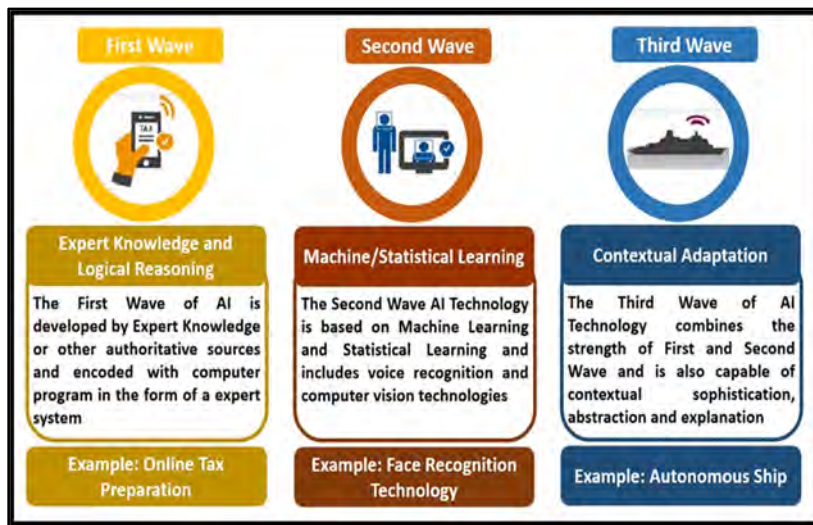 First Wave
Second Wave
Third Wave
TAX
Expert Knowledge and
Logical Reasoning
The First Wave of AI is
developed by Expert Knowledge
or other authoritative sources
and encoded with computer
program in the form of a expert
system
Example: Online Tax
Preparation
Machine/Statistical Learning
The Second Wave AI Technology
is based on Machine Learning
and Statistical Learning and
includes voice recognition and
computer vision technologies
Example: Face Recognition
Technology
Contextual Adaptation
The Third Wave of AI
Technology combines the
strength of First and Second
Wave and is also capable of
contextual sophistication,
abstraction and explanation
Example: Autonomous Ship